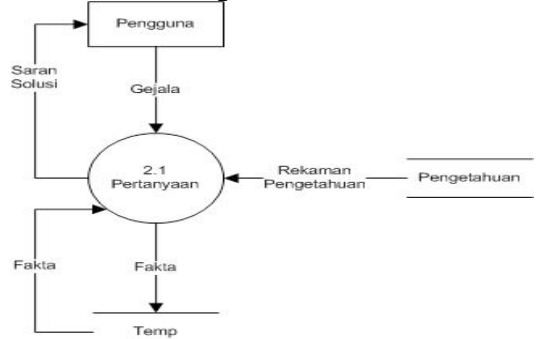 Pengguna
Saran
Solusi
Gejala
2.1
Pertanyaan
Rekaman
Pengetahuan
Pengetahuan
Fakta
Fakta
Temp